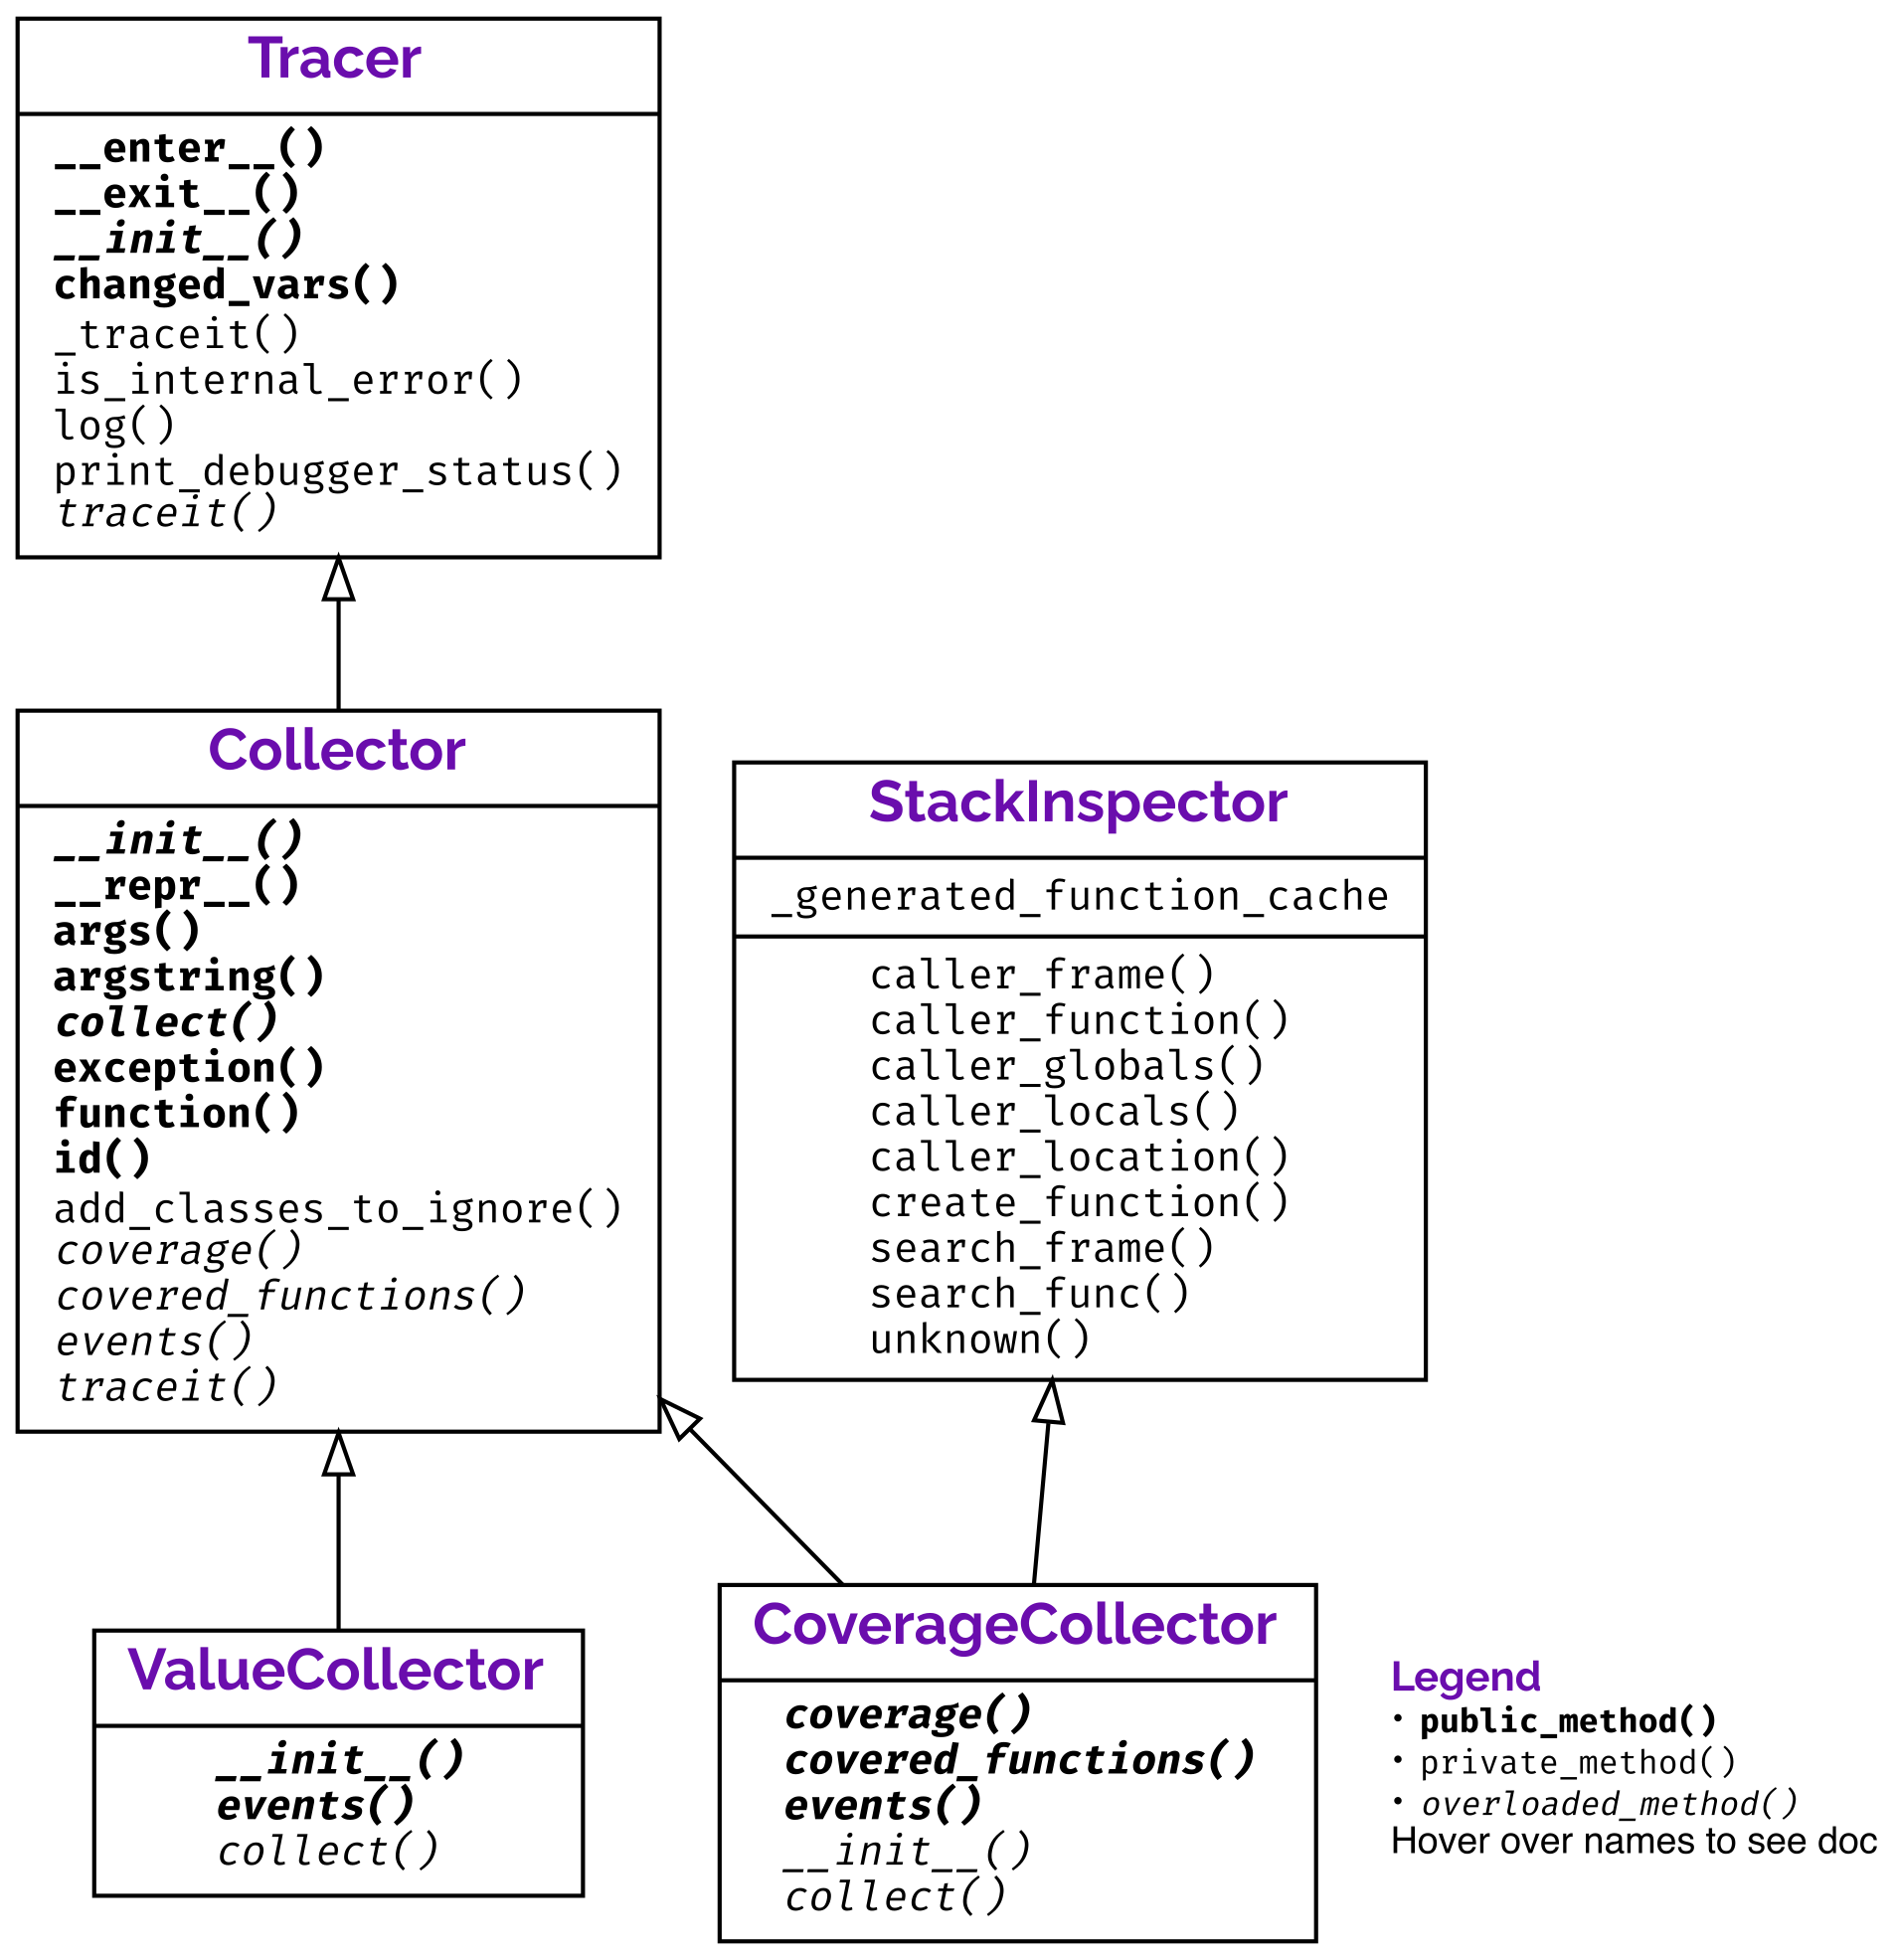 Tracer
__enter__()
__exit__()
__init__()
changed_vars()
_traceit()
is_internal_error()
log()
print_debugger_status()
traceit()
Collector
__init__()
__repr__()
args()
argstring()
collect()
exception()
function()
id()
add_classes_to_ignore()
coverage()
covered_functions()
events()
traceit()
StackInspector
_generated_function_cache
caller_frame()
caller_function()
caller_globals()
caller_locals()
caller_location()
create_function()
search_frame()
search_func()
unknown()
ValueCollector
__init__()
events()
collect()
CoverageCollector
coverage()
covered_functions()
events()
__init__()
collect()
Legend
• public_method()
• private_method()
• overloaded_method()
Hover over names to see doc